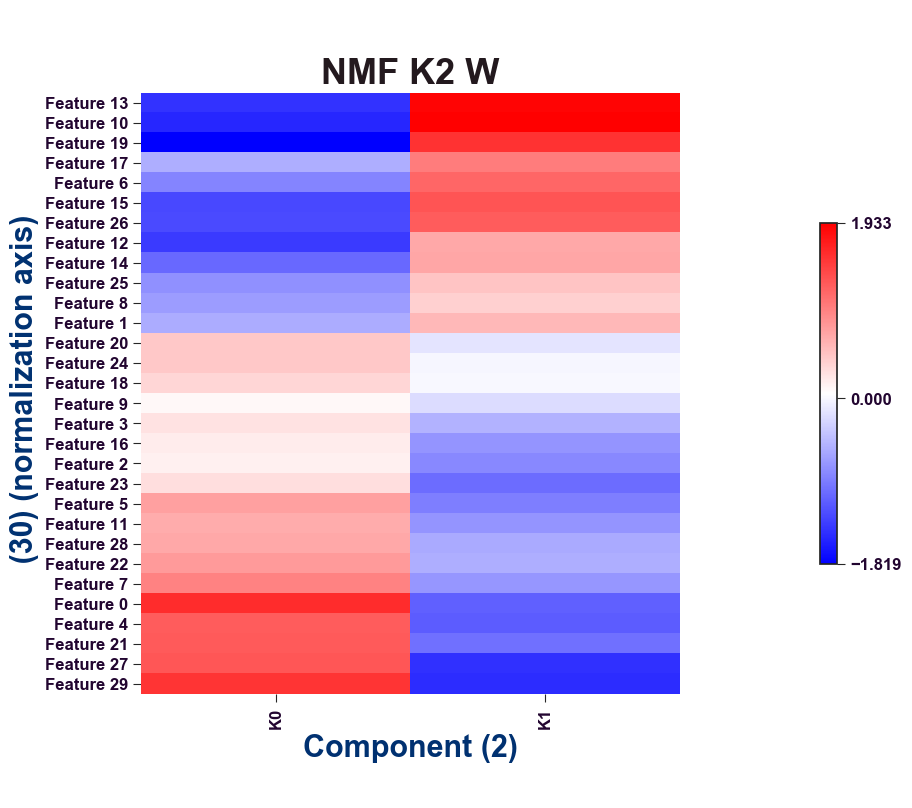 NMF K2 W
Feature 13
Feature 10
Feature 19
Feature 17
Feature 6
Feature 15
Feature 26
Feature 12
Feature 14
Feature 25
Feature 8
Feature 1
Feature 20
Feature 24
Feature 18
Feature 9
Feature 3
Feature 16
Feature 2
Feature 23
Feature 5
Feature 11
Feature 28
Feature 22
Feature 7
Feature 0
Feature 4
Feature 21
Feature 27
Feature 29
(30) (normalization axis)
K0
K1
Component (2)
1.933
0.000
−1.819